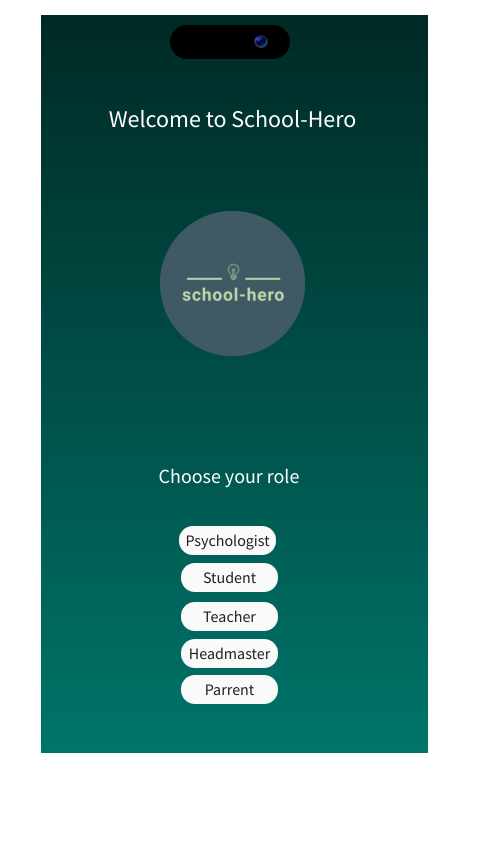 Welcome to School-Hero
school-hero
Choose your role
Psychologist
Student
Teacher
Headmaster
Parrent